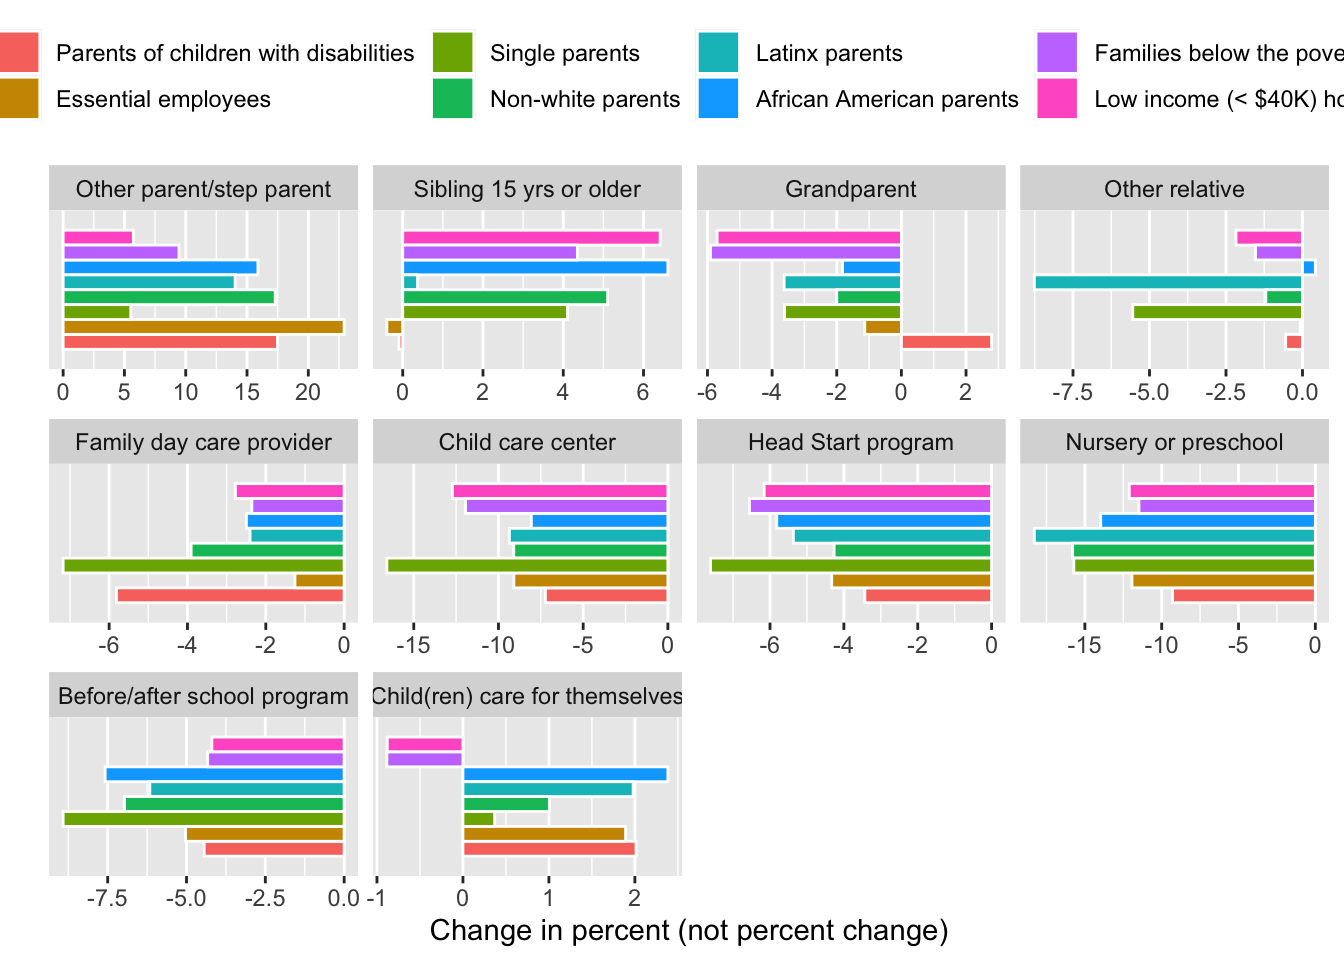 Parents of children with disabilities Single parents Latinx parents Families below the
Essential employees Non-white parents African American parents Low income (< $40K)
Other parent/step parent Sibling 15 yrs or older Grandparent Other relative
0 5 10 15 20 0 2 4 6 -6 -4 -2 0 2 -7.5 -5.0 -2.5 0.0
Family day care provider Child care center Head Start program Nursery or preschool
-6 -4 -2 0 -15 -10 -5 0 -6 -4 -2 0 -15 -10 -5 0
Before/after school program Child(ren) care for themselves
-7.5 -5.0 -2.5 0.0 -1 0 1 2
Change in percent (not percent change)